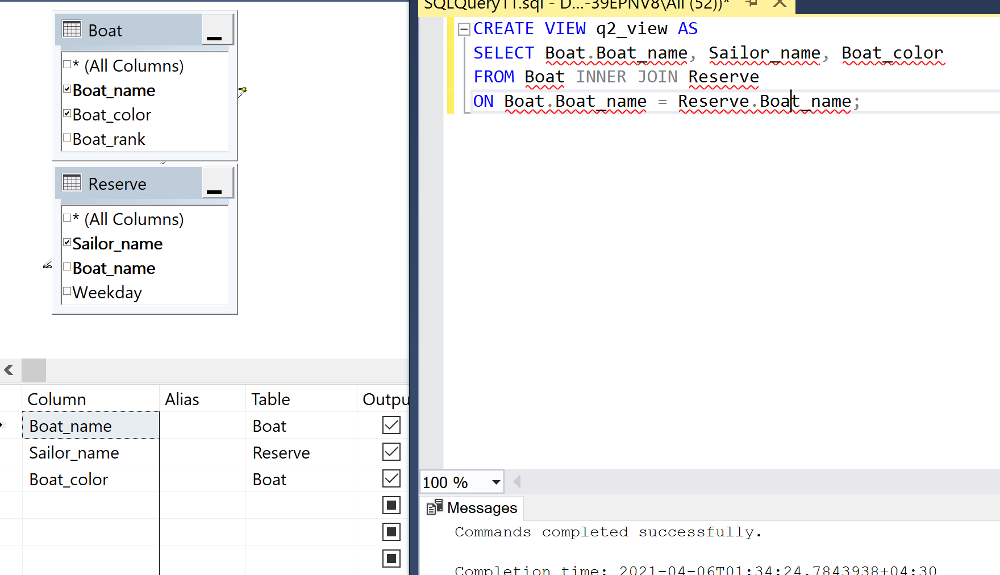 Boat
* (All Columns)
Boat_name
Boat_color
Boat_rank
Reserve
* (All Columns)
Sailor_name
Boat_name
Weekday
Column Alias Table Outpu
Boat_name Boat
Sailor_name Reserve
Boat_color Boat
SQLQuery11.sql - D...-39EPNV8\Ali (52))*
CREATE VIEW q2_view AS
SELECT Boat.Boat_name, Sailor_name, Boat_color
FROM Boat INNER JOIN Reserve
ON Boat.Boat_name = Reserve.Boat_name;
100 %
Messages
Commands completed successfully.
Completion time: 2021-04-06T01:34:24.7843938+04:30